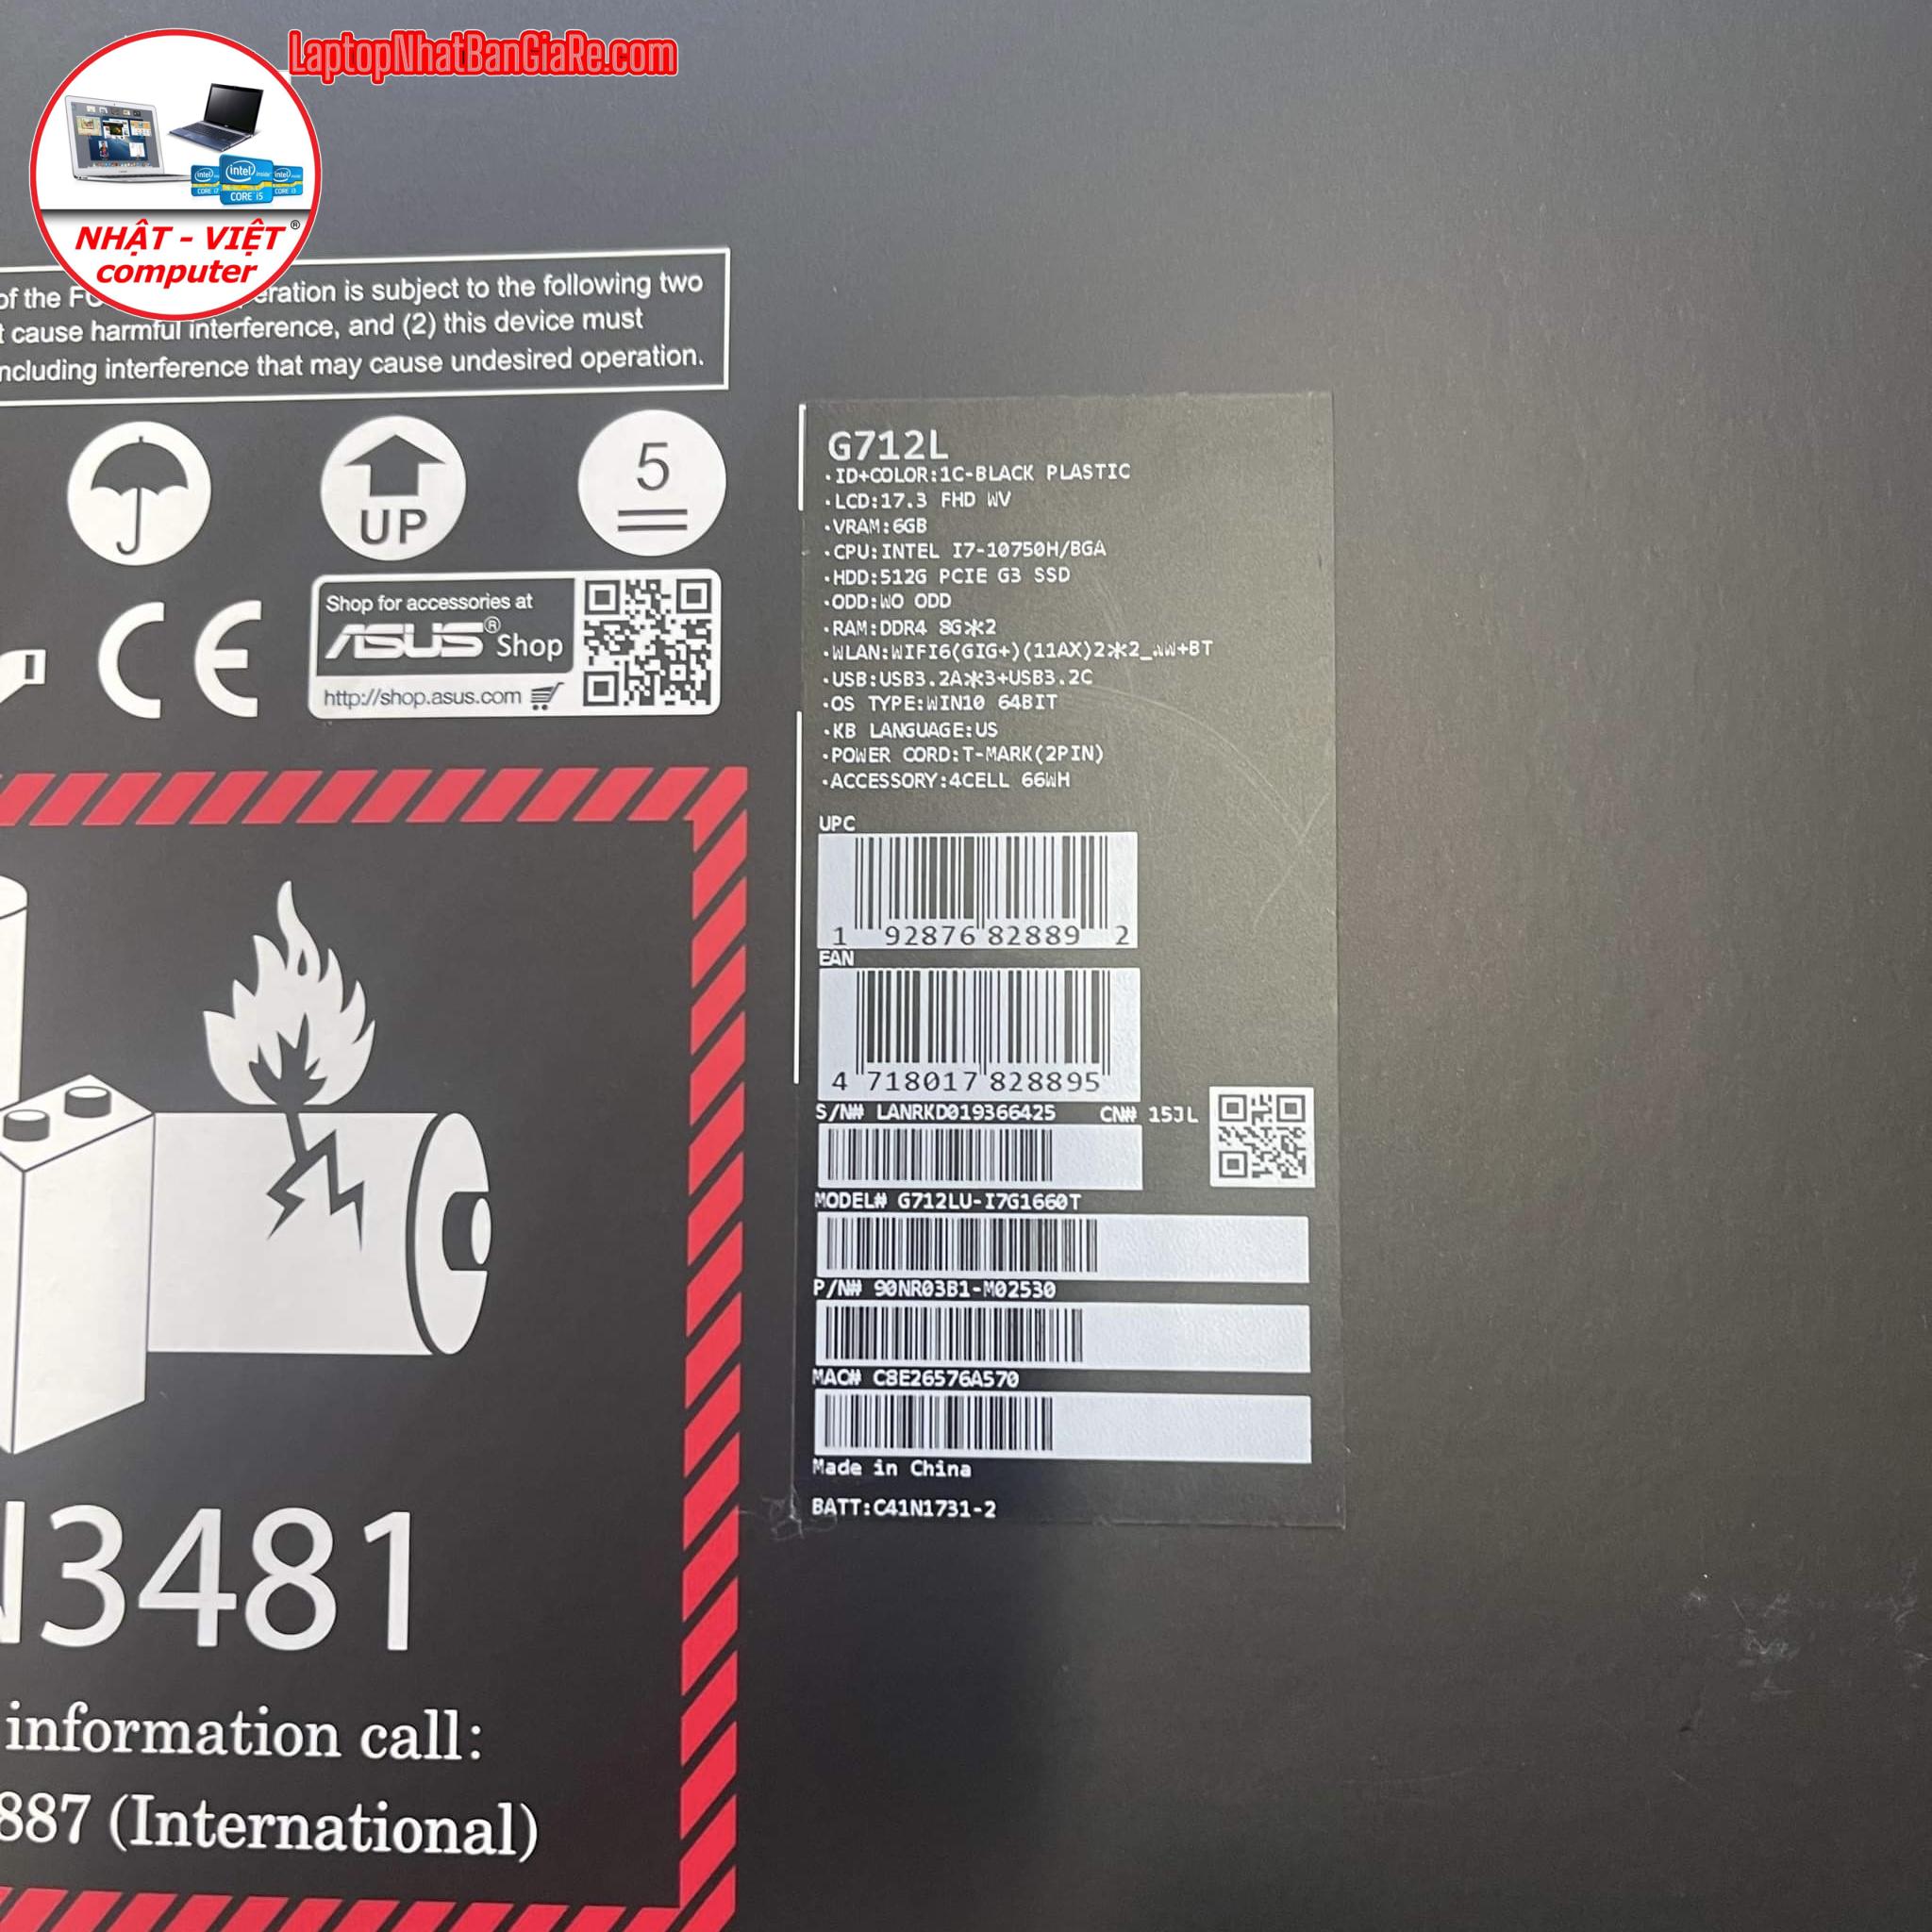 LaptopNhatBanGiaRe.com
intel inside CORE i5
NHẬT - VIỆT ®
computer
of the eration is subject to the following two
cause harmful interference, and (2) this device must
ncluding interference that may cause undesired operation.
UP
5
CE
Shop for accessories at
ASUS® Shop
http://shop.asus.com
G712L
·ID+COLOR:1C-BLACK PLASTIC
·LCD:17.3 FHD WV
·VRAM:6GB
·CPU:INTEL I7-10750H/BGA
·HDD:512G PCIE G3 SSD
·ODD:WO ODD
·RAM:DDR4 8G*2
·WLAN:WIFI6(GIG+)(11AX)2*2_AW+BT
·USB:USB3.2A*3+USB3.2C
·OS TYPE:WIN10 64BIT
·KB LANGUAGE:US
·POWER CORD:T-MARK(2PIN)
·ACCESSORY:4CELL 66WH
UPC
1 92876 82889 2
EAN
4 718017 828895
S/N# LANRKD019366425 CN# 15JL
MODEL# G712LU-I7G1660T
P/N# 90NR03B1-M02530
MAC# C8E26576A570
Made in China
BATT:C41N1731-2
N3481
information call:
887 (International)